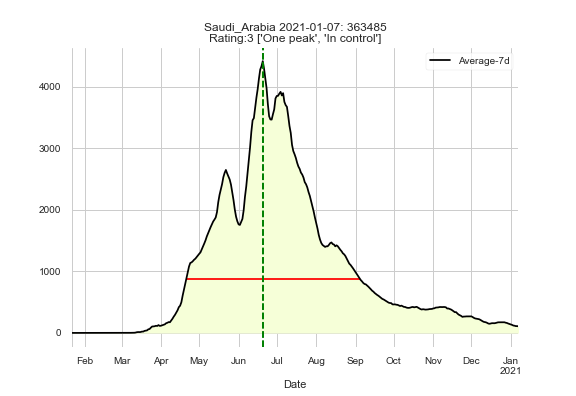 Saudi_Arabia 2021-01-07: 363485
Rating:3 ['One peak', 'In control']
Average-7d
4000
3000
2000
1000
0
Feb Mar Apr May Jun Jul Aug Sep Oct Nov Dec Jan
2021
Date